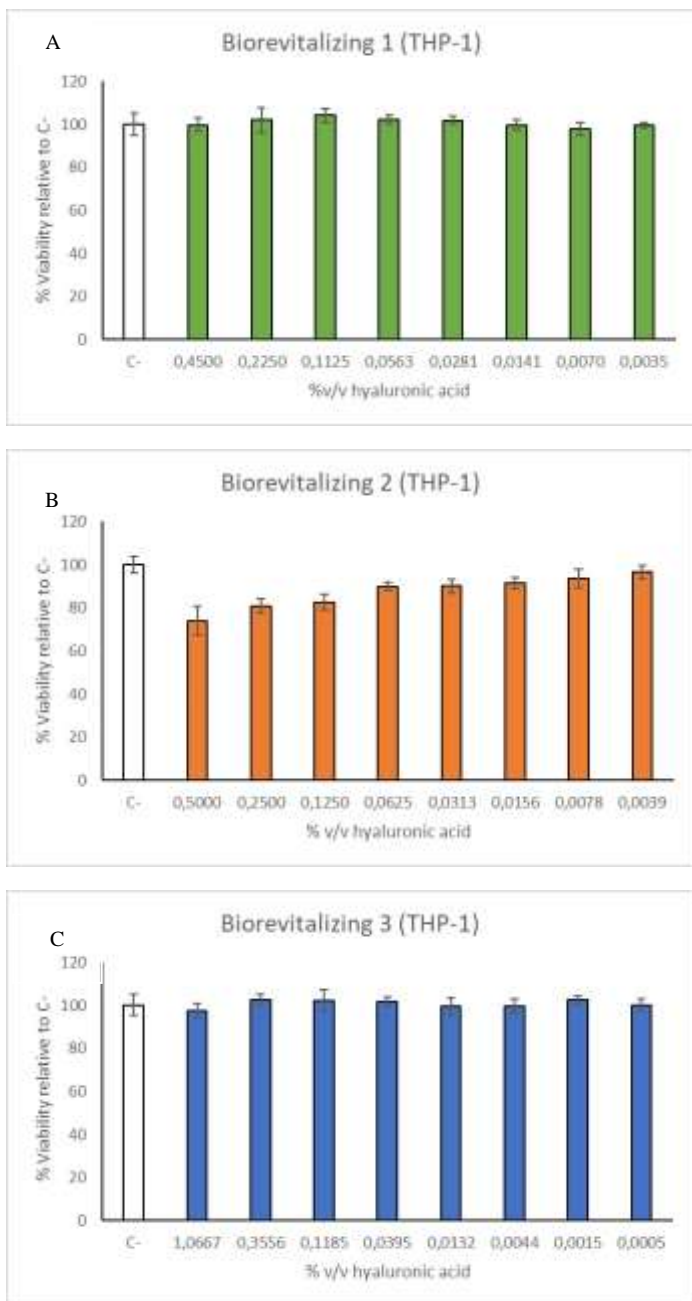 A
Biorevitalizing 1 (THP-1)
% Viability relative to C-
120
100
80
60
40
20
0
C- 0,4500 0,2250 0,1125 0,0563 0,0281 0,0141 0,0070 0,0035
%v/v hyaluronic acid
B
Biorevitalizing 2 (THP-1)
% Viability relative to C-
120
100
80
60
40
20
0
C- 0,5000 0,2500 0,1250 0,0625 0,0313 0,0156 0,0078 0,0039
% v/v hyaluronic acid
C
Biorevitalizing 3 (THP-1)
% Viability relative to C-
120
100
80
60
40
20
0
C- 1,0667 0,3556 0,1185 0,0395 0,0132 0,0044 0,0015 0,0005
% v/v hyaluronic acid